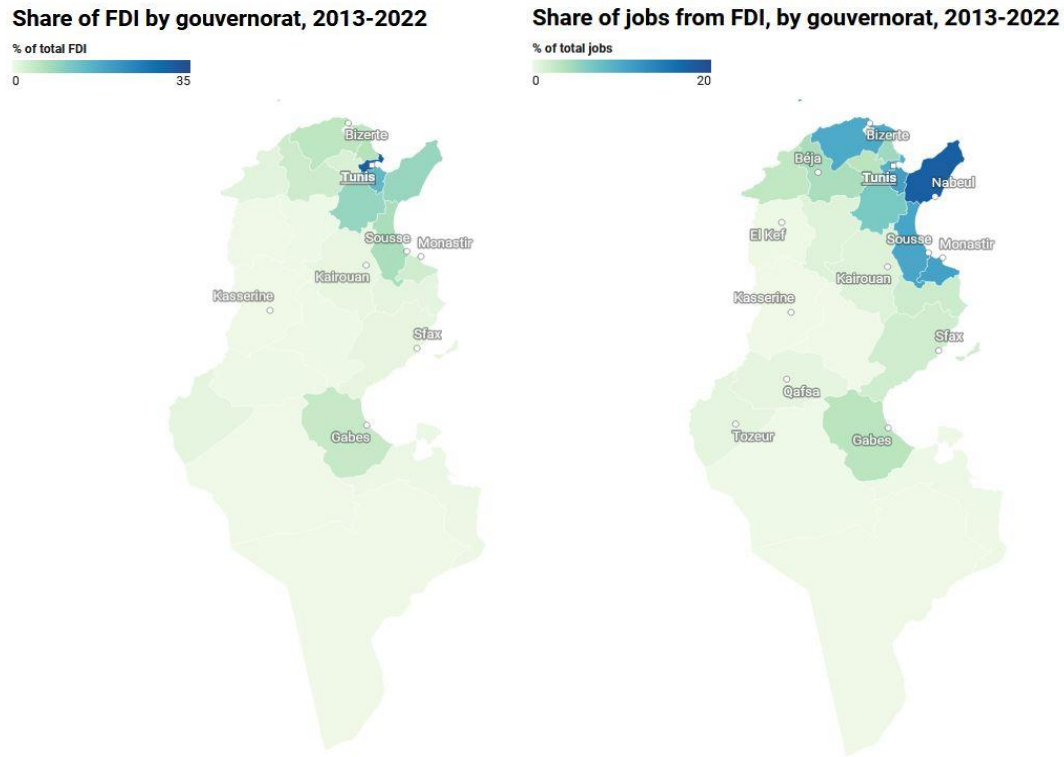 Share of FDI by gouvernorat, 2013-2022
% of total FDI
0 35
Bizerte
Tunis
Sousse
Monastir
Kairouan
Kasserine
Sfax
Gabes
Share of jobs from FDI, by gouvernorat, 2013-2022
% of total jobs
0 20
Bizerte
Béja
Tunis
Nabeul
El Kef
Sousse
Monastir
Kairouan
Kasserine
Sfax
Qafsa
Tozeur
Gabes